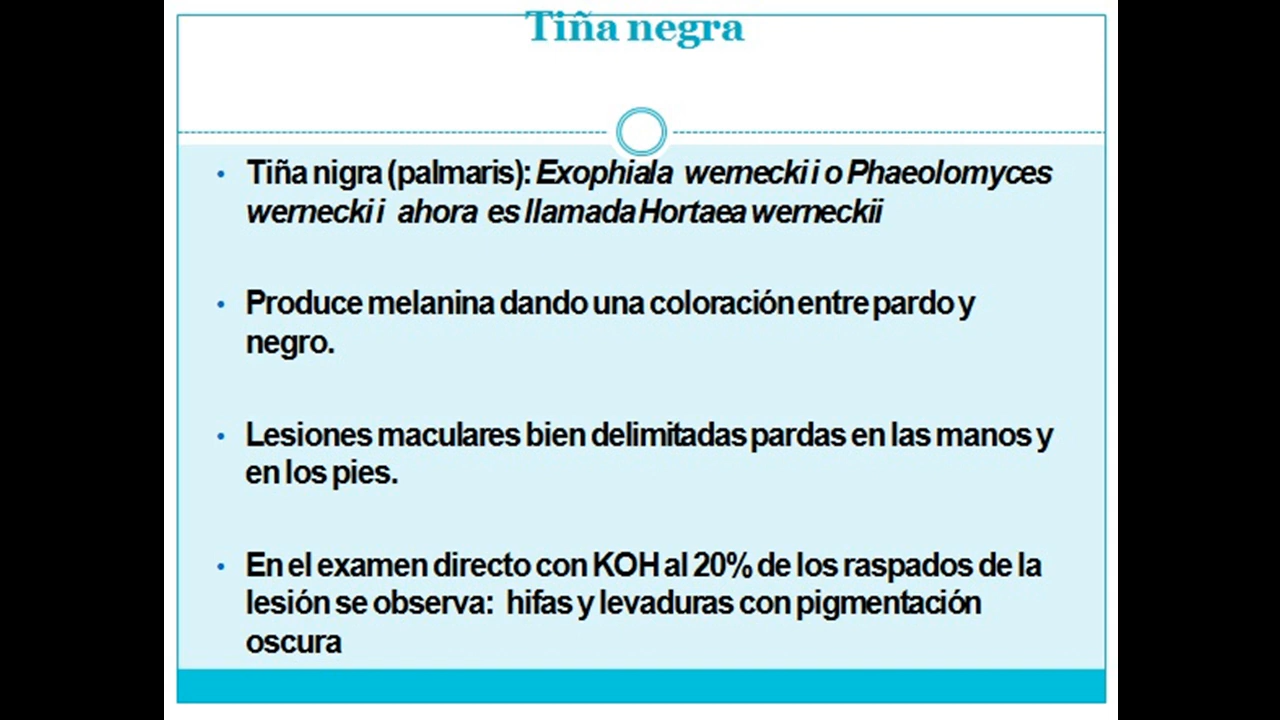 Tiña negra
• Tiña nigra (palmaris): Exophiala werneckii o Phaeolomyces
werneckii ahora es llamada Hortaea werneckii
• Produce melanina dando una coloración entre pardo y
negro.
• Lesiones maculares bien delimitadas pardas en las manos y
en los pies.
• En el examen directo con KOH al 20% de los raspados de la
lesión se observa: hifas y levaduras con pigmentación
oscura